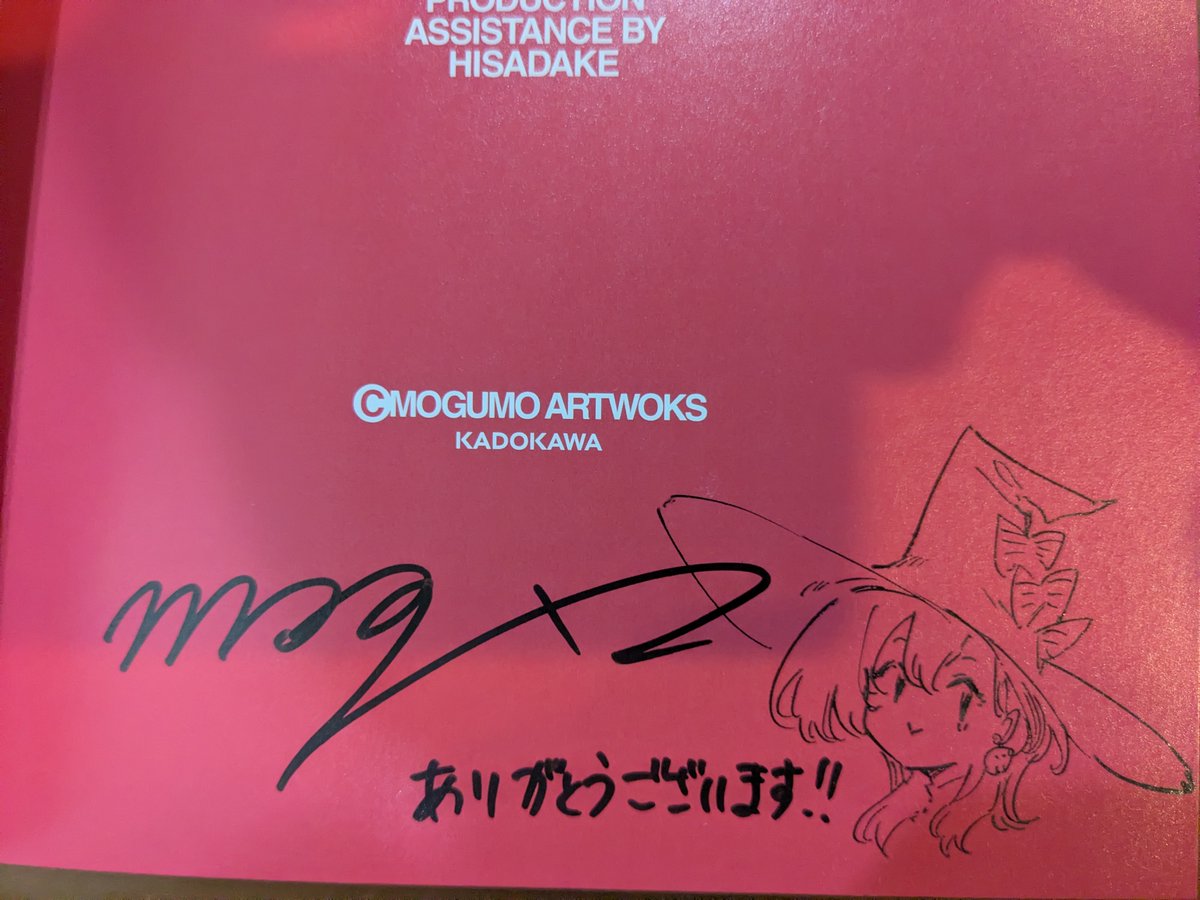 PRODUCTION
ASSISTANCE BY
HISADAKE
©MOGUMO ARTWOKS
KADOKAWA
ありがとうございます!!